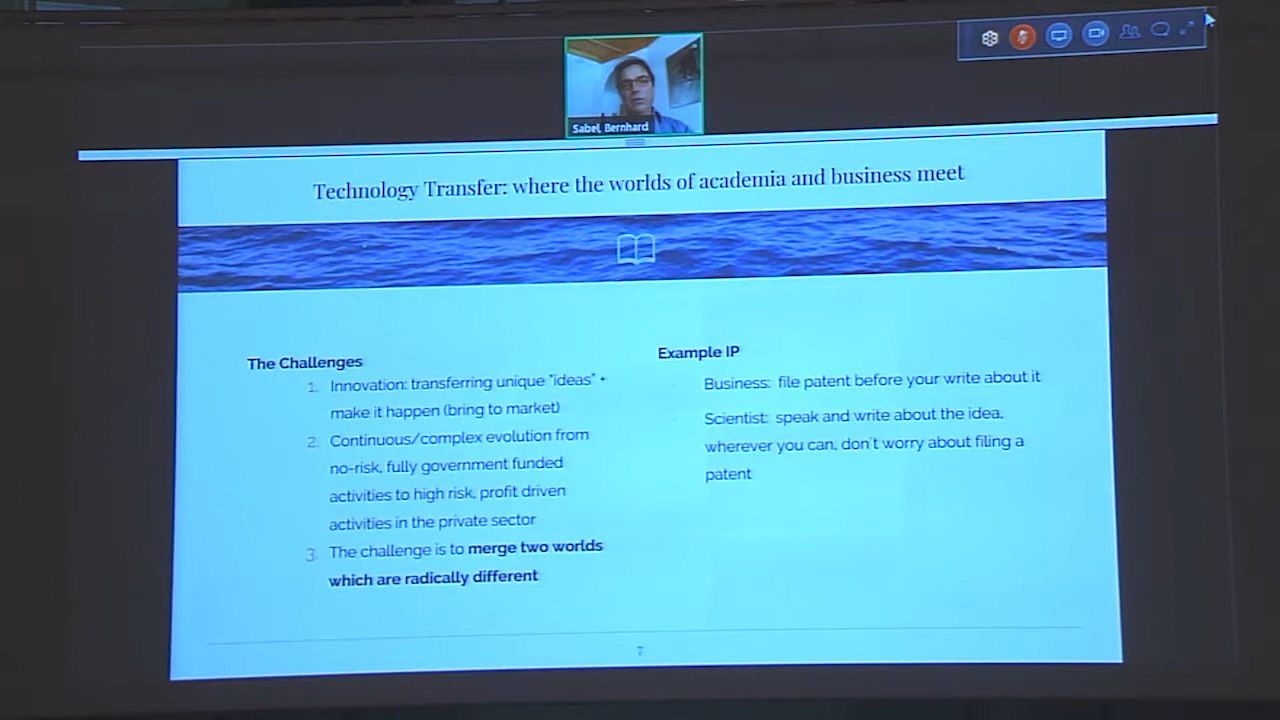 Sabel, Bernhard
Technology Transfer: where the worlds of academia and business meet
The Challenges
1. Innovation: transferring unique "ideas" +
make it happen (bring to market)
2. Continuous/complex evolution from
no-risk, fully government funded
activities to high risk, profit driven
activities in the private sector
3. The challenge is to merge two worlds
which are radically different
Example IP
Business: file patent before your write about it
Scientist: speak and write about the idea,
wherever you can, don't worry about filing a
patent
7